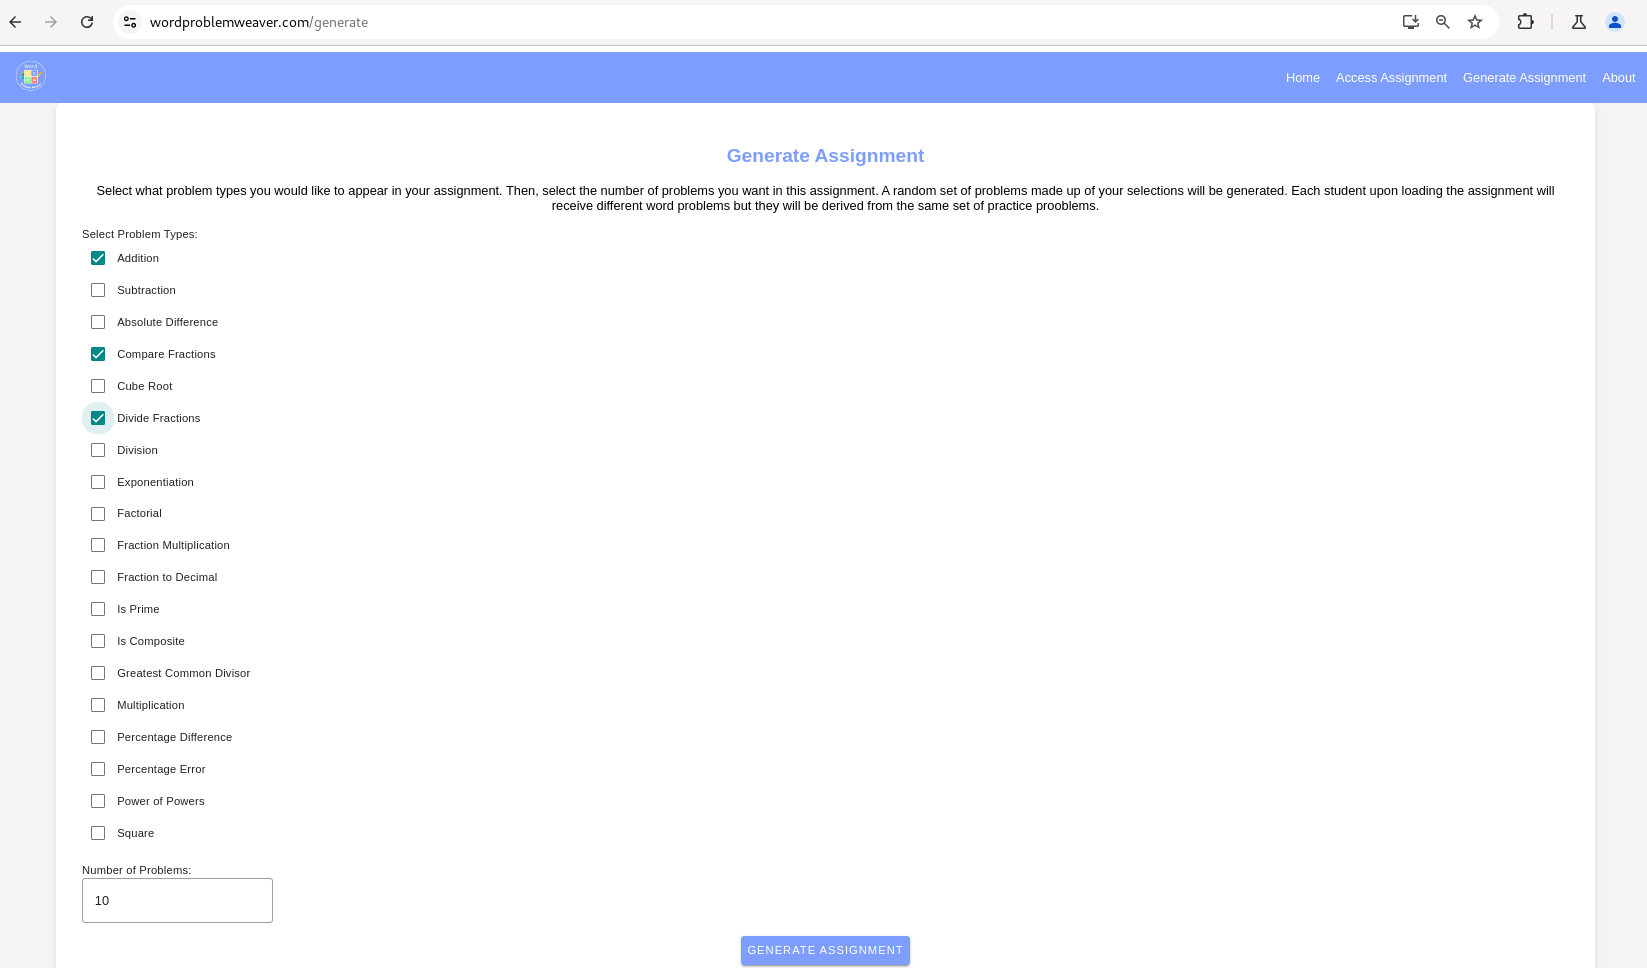 wordproblemweaver.com/generate
Home Access Assignment Generate Assignment About
Generate Assignment
Select what problem types you would like to appear in your assignment. Then, select the number of problems you want in this assignment. A random set of problems made up of your selections will be generated. Each student upon loading the assignment will
receive different word problems but they will be derived from the same set of practice prooblems.
Select Problem Types:
Addition
Subtraction
Absolute Difference
Compare Fractions
Cube Root
Divide Fractions
Division
Exponentiation
Factorial
Fraction Multiplication
Fraction to Decimal
Is Prime
Is Composite
Greatest Common Divisor
Multiplication
Percentage Difference
Percentage Error
Power of Powers
Square
Number of Problems:
10
GENERATE ASSIGNMENT